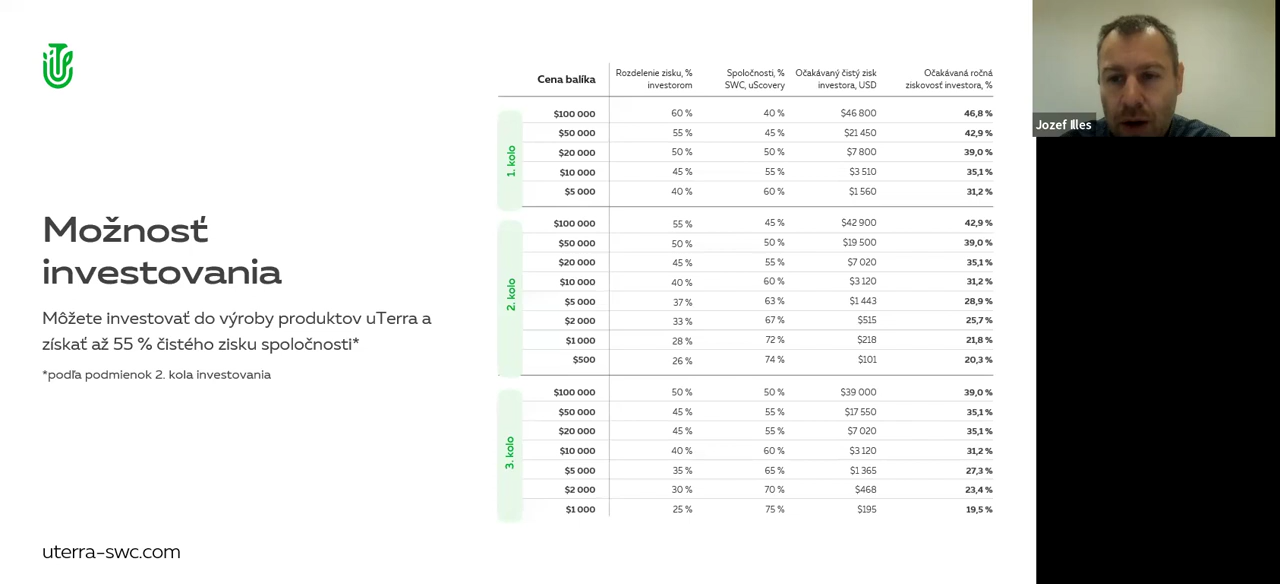 Možnosť
investovania
Môžete investovať do výroby produktov uTerra a
získať až 55 % čistého zisku spoločnosti*
*podľa podmienok 2. kola investovania
uterra-swc.com
Cena balíka Rozdelenie zisku, % investorom Spoločnosti, % SWC, uScovery Očakávaný čistý zisk investora, USD Očakávaná ročná ziskovosť investora, %
1. kolo
$100 000 60 % 40 % $46 800 46,8 %
$50 000 55 % 45 % $21 450 42,9 %
$20 000 50 % 50 % $7 800 39,0 %
$10 000 45 % 55 % $3 510 35,1 %
$5 000 40 % 60 % $1 560 31,2 %
2. kolo
$100 000 55 % 45 % $42 900 42,9 %
$50 000 50 % 50 % $19 500 39,0 %
$20 000 45 % 55 % $7 020 35,1 %
$10 000 40 % 60 % $3 120 31,2 %
$5 000 37 % 63 % $1 443 28,9 %
$2 000 33 % 67 % $515 25,7 %
$1 000 28 % 72 % $218 21,8 %
$500 26 % 74 % $101 20,3 %
3. kolo
$100 000 50 % 50 % $39 000 39,0 %
$50 000 45 % 55 % $17 550 35,1 %
$20 000 45 % 55 % $7 020 35,1 %
$10 000 40 % 60 % $3 120 31,2 %
$5 000 35 % 65 % $1 365 27,3 %
$2 000 30 % 70 % $468 23,4 %
$1 000 25 % 75 % $195 19,5 %
Jozef Illes